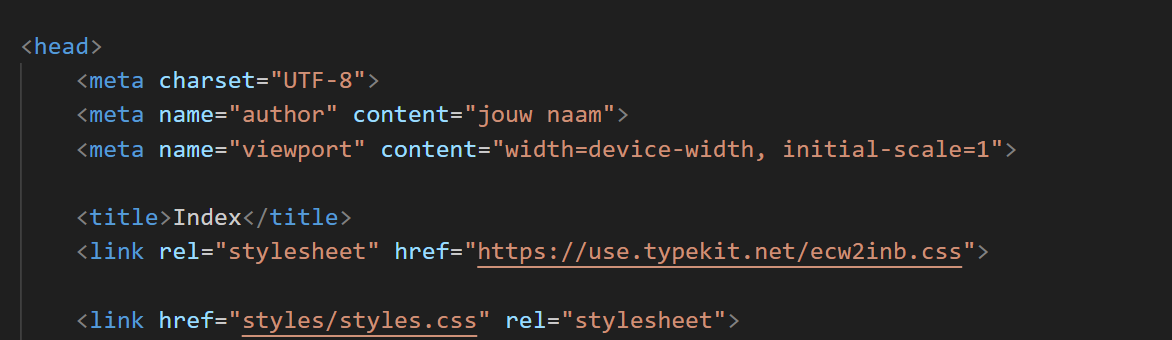 <head>
<meta charset="UTF-8">
<meta name="author" content="jouw naam">
<meta name="viewport" content="width=device-width, initial-scale=1">
<title>Index</title>
<link rel="stylesheet" href="https://use.typekit.net/ecw2inb.css">
<link href="styles/styles.css" rel="stylesheet">